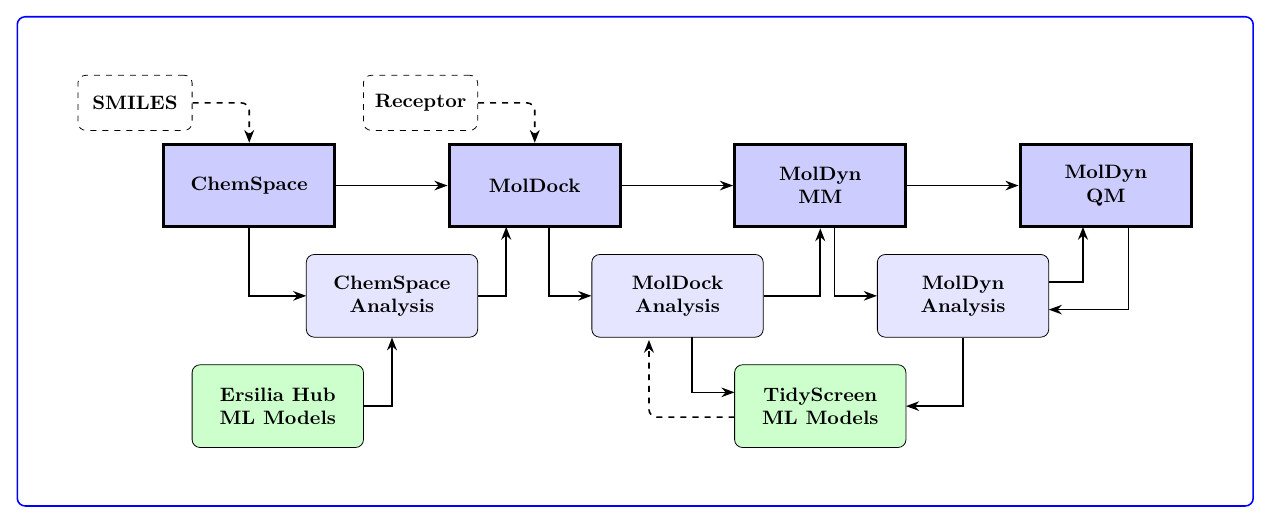 SMILES
Receptor
ChemSpace
MolDock
MolDyn
MM
MolDyn
QM
ChemSpace
Analysis
MolDock
Analysis
MolDyn
Analysis
Ersilia Hub
ML Models
TidyScreen
ML Models